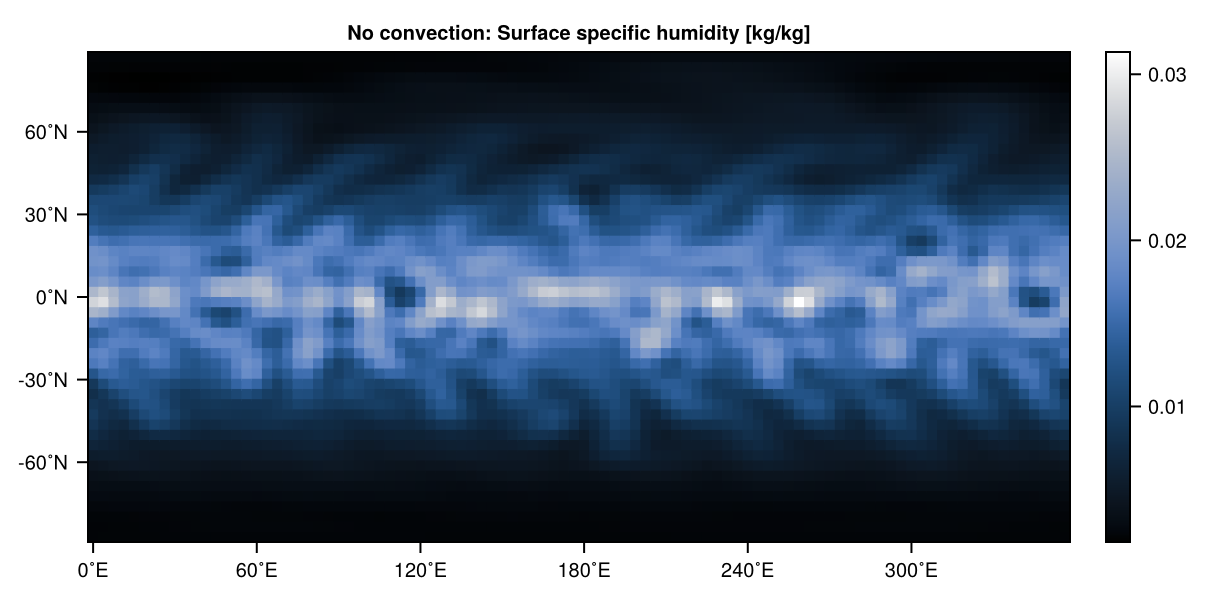 No convection: Surface specific humidity [kg/kg]
60˚N
30˚N
0˚N
-30˚N
-60˚N
0˚E
60˚E
120˚E
180˚E
240˚E
300˚E
0.03
0.02
0.01